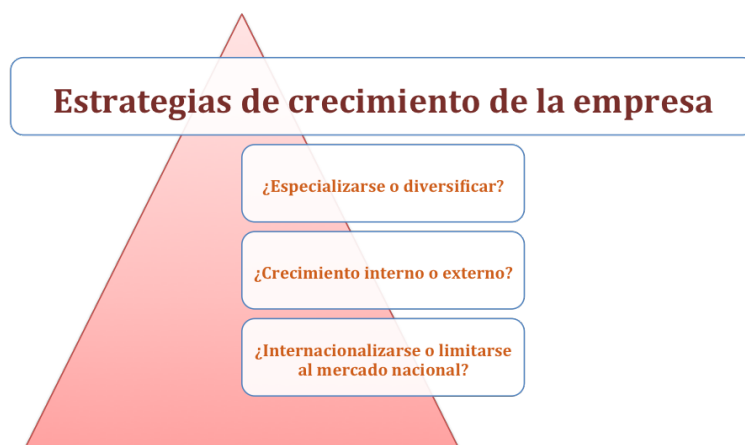 Estrategias de crecimiento de la empresa
¿Especializarse o diversificar?
¿Crecimiento interno o externo?
¿Internacionalizarse o limitarse
al mercado nacional?